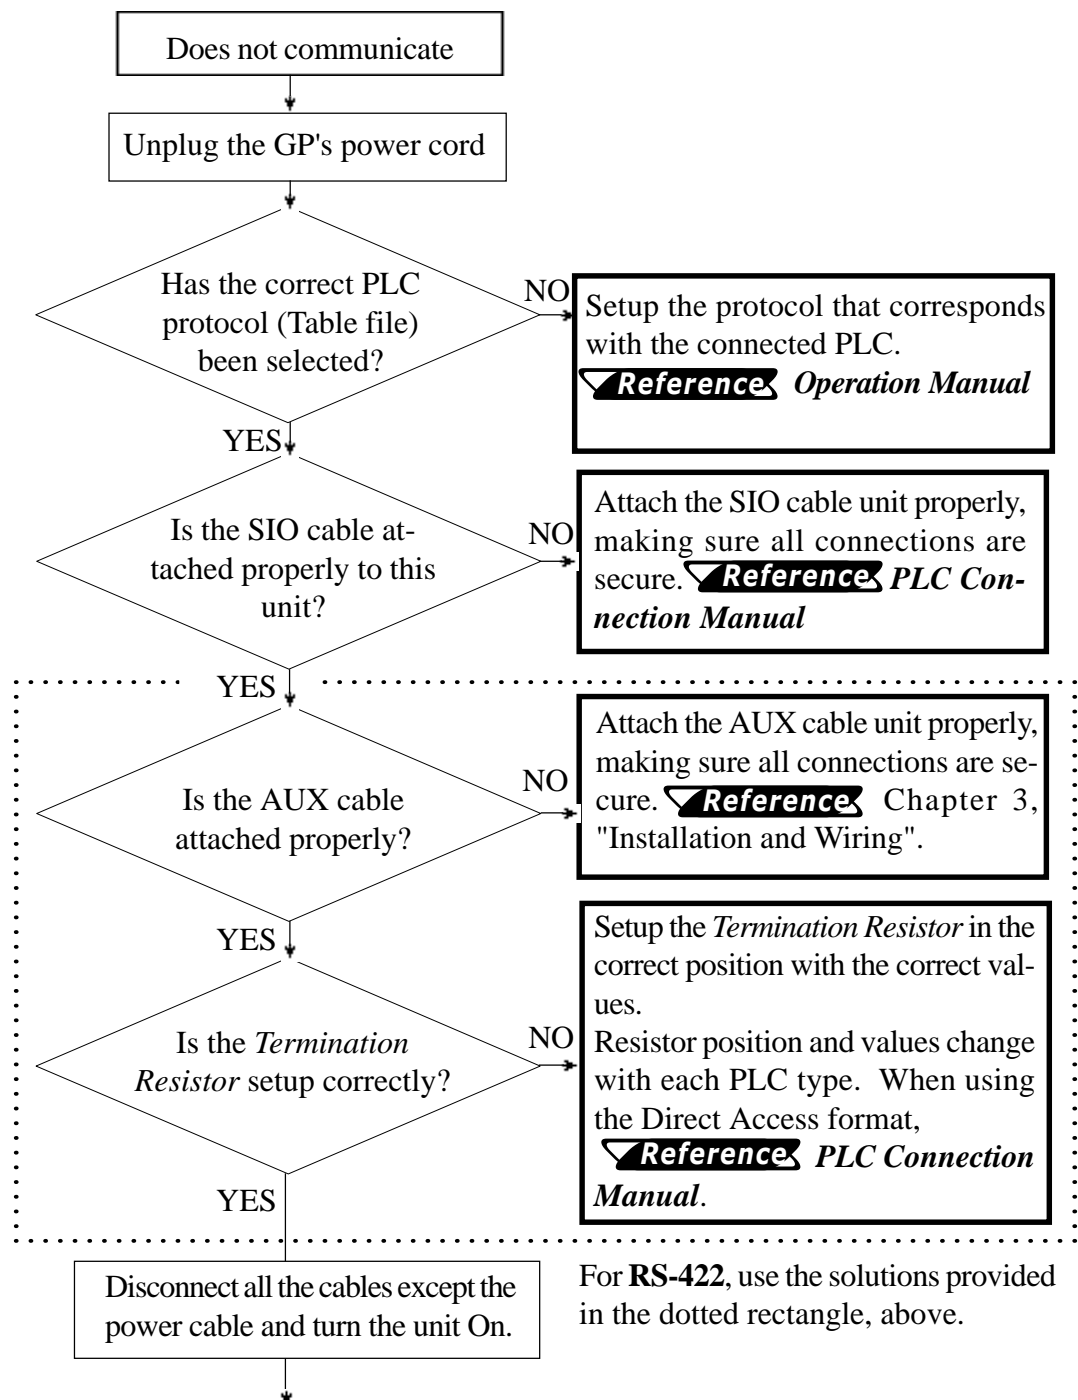 Does not communicate
Unplug the GP's power cord
Has the correct PLC
protocol (Table file)
been selected?
NO
Setup the protocol that corresponds
with the connected PLC.
Reference Operation Manual
YES
Is the SIO cable at-
tached properly to this
unit?
NO
Attach the SIO cable unit properly,
making sure all connections are
secure. Reference PLC Con-
nection Manual
YES
Is the AUX cable
attached properly?
NO
Attach the AUX cable unit properly,
making sure all connections are se-
cure. Reference Chapter 3,
"Installation and Wiring".
YES
Is the Termination
Resistor setup correctly?
NO
Setup the Termination Resistor in the
correct position with the correct val-
ues.
Resistor position and values change
with each PLC type. When using
the Direct Access format,
Reference PLC Connection
Manual.
YES
Disconnect all the cables except the
power cable and turn the unit On.
For RS-422, use the solutions provided
in the dotted rectangle, above.